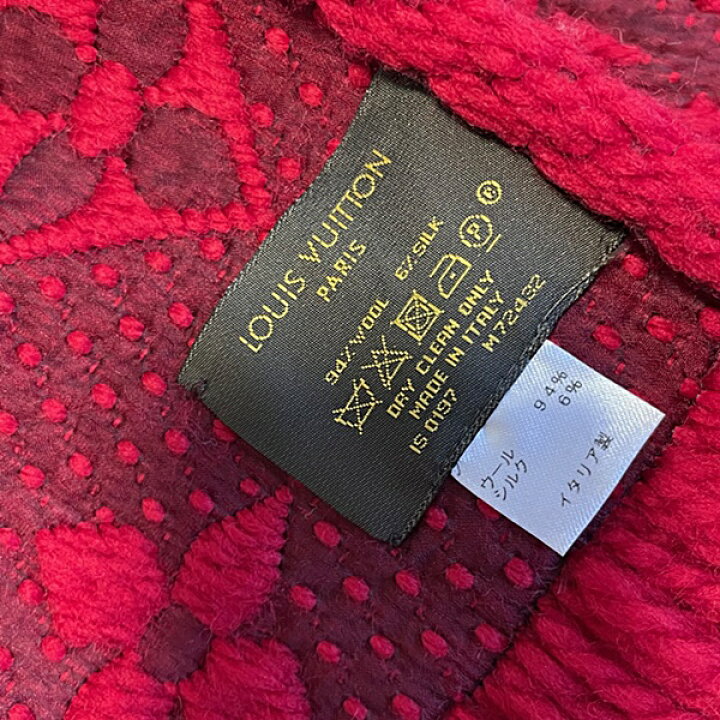 LOUIS VUITTON
PARIS
94% WOOL 6% SILK
P
®
DRY CLEAN ONLY
MADE IN ITALY
IS 0197 M72432
ウール 94%
シルク 6%
イタリア製